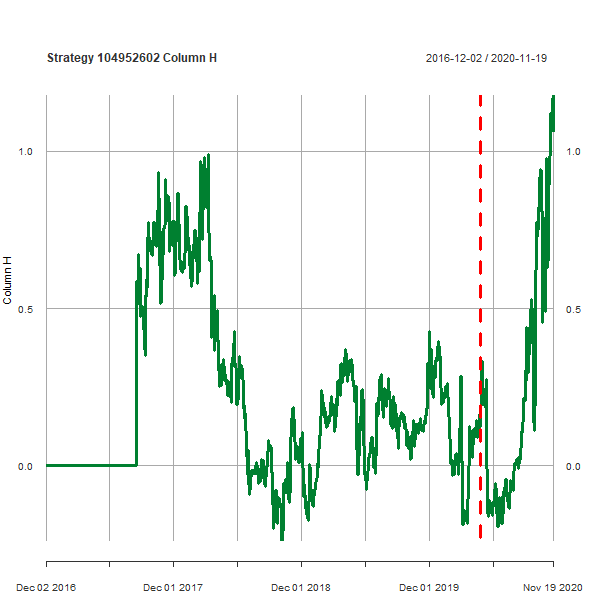 Strategy 104952602 Column H
2016-12-02 / 2020-11-19
1.0
1.0
Column H
0.5
0.5
0.0
0.0
Dec 02 2016
Dec 01 2017
Dec 01 2018
Dec 01 2019
Nov 19 2020